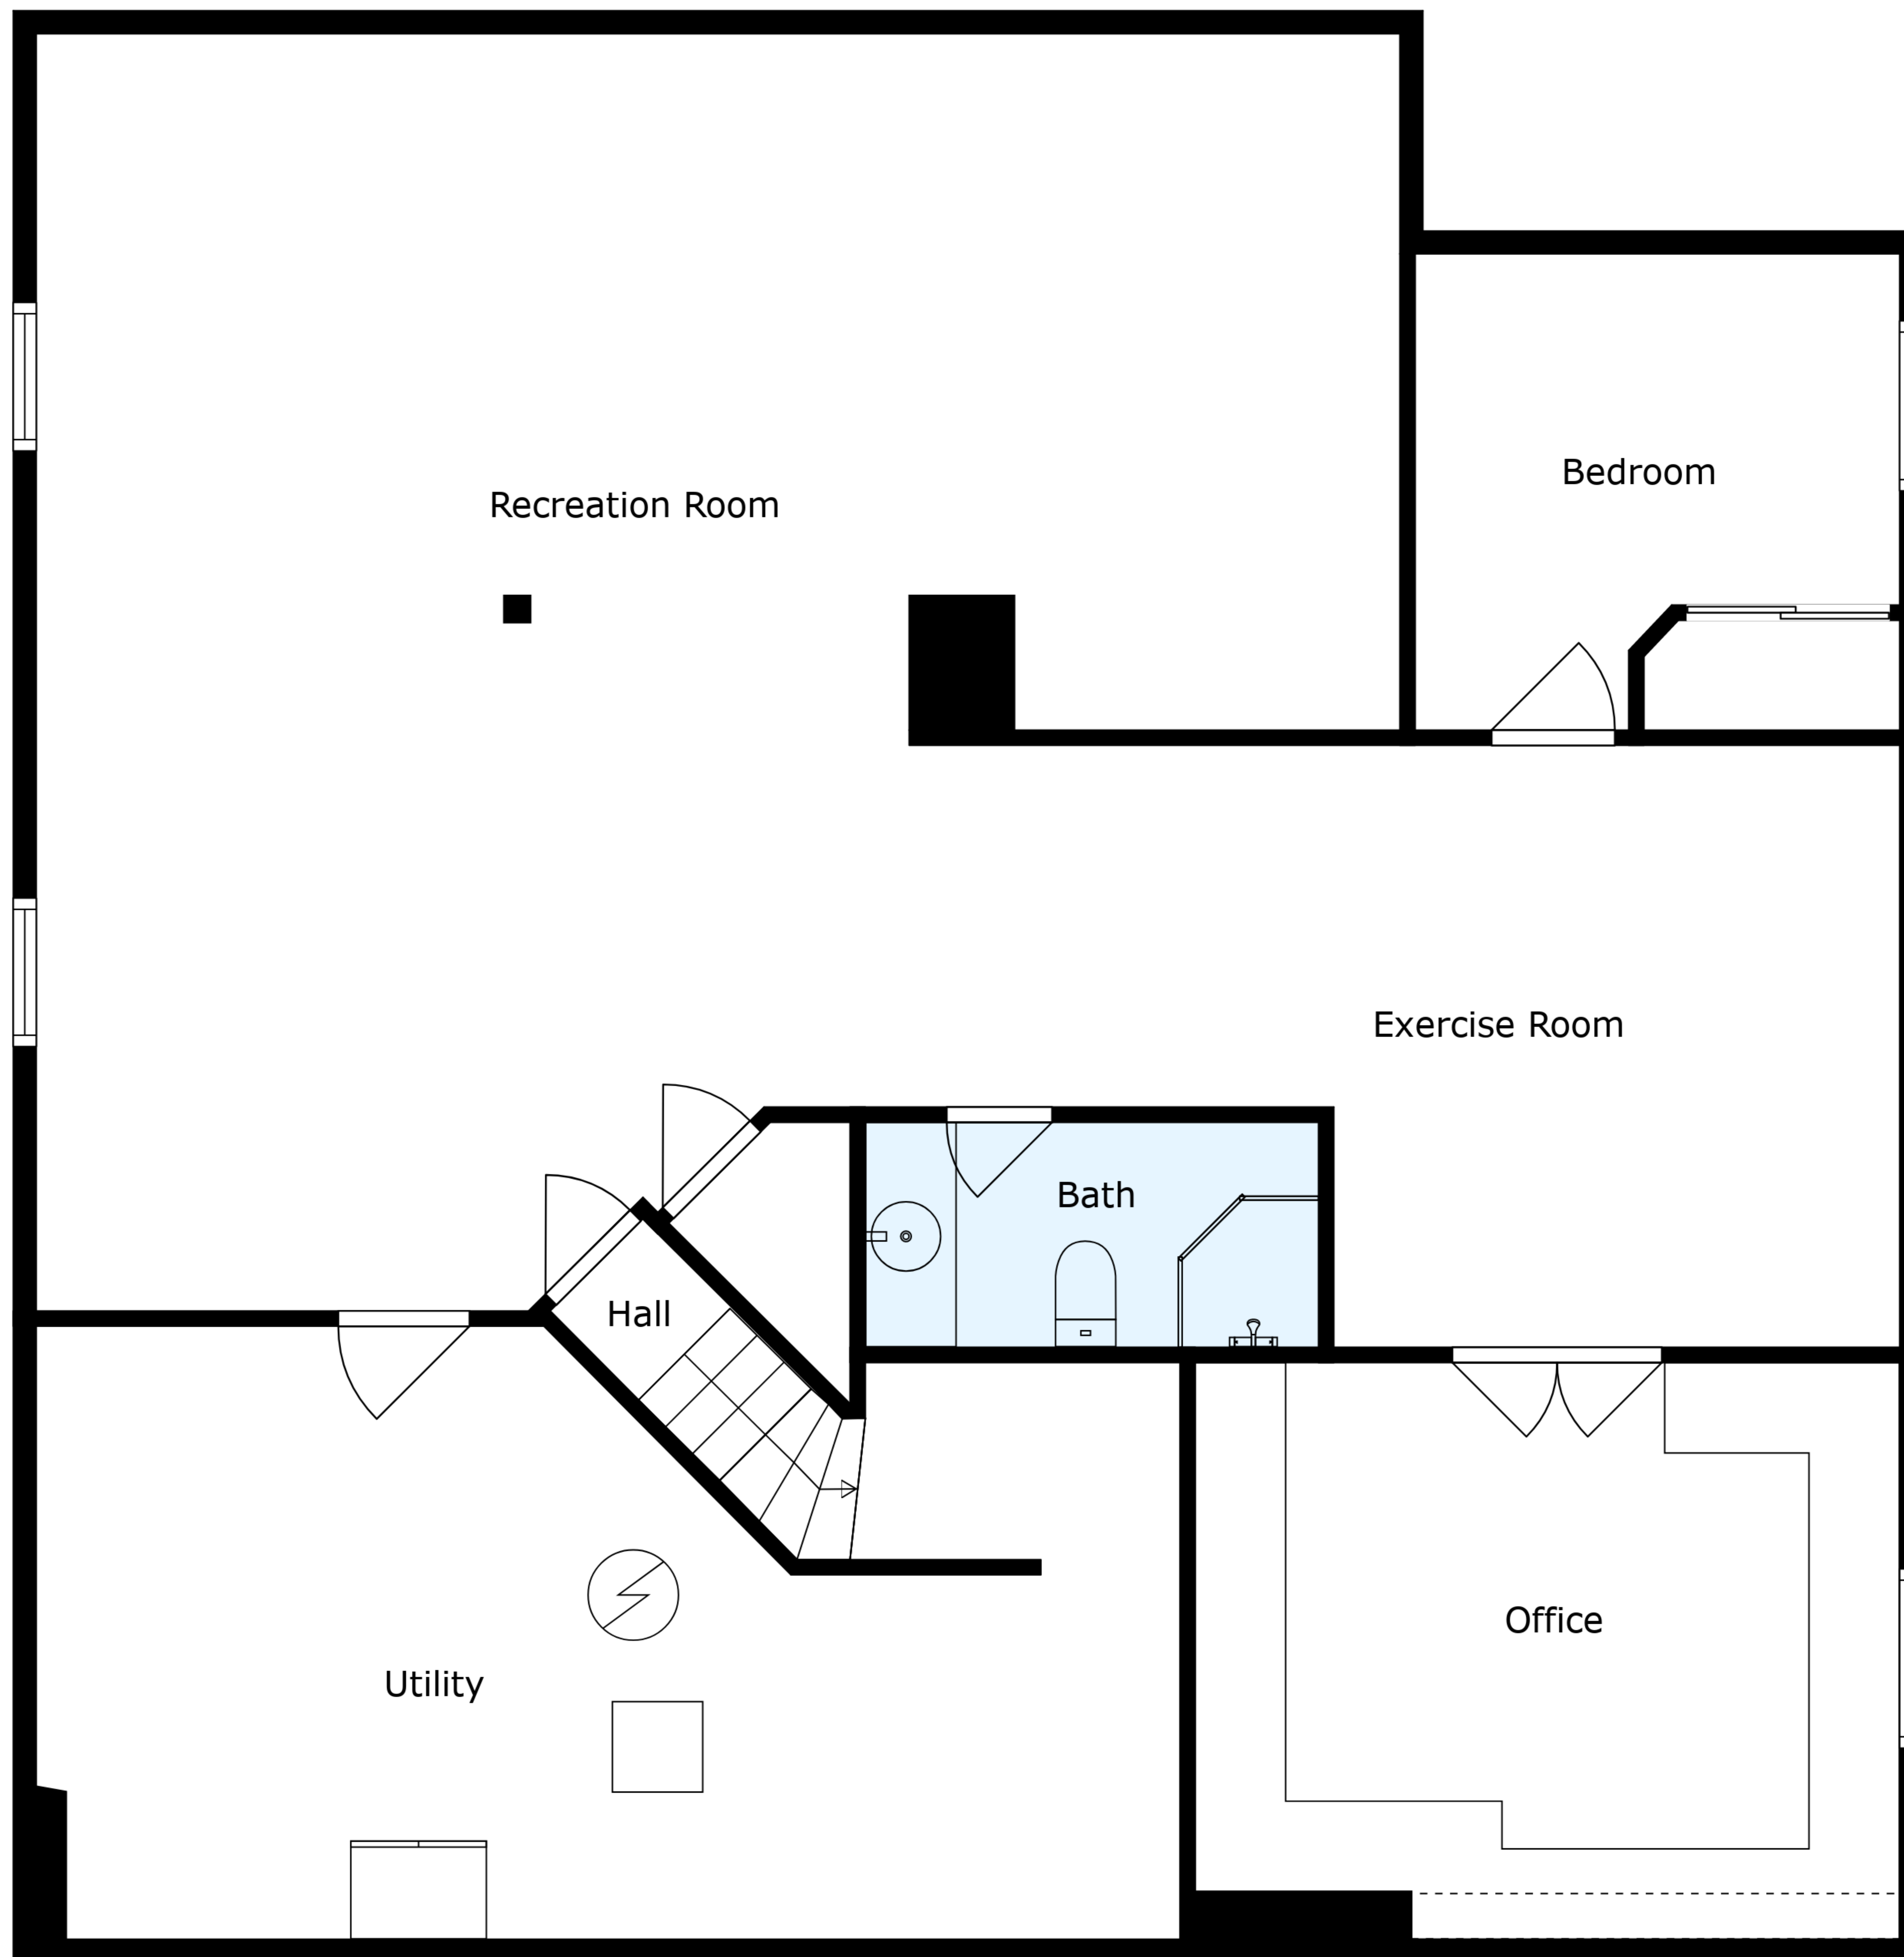 Bedroom
Recreation Room
Exercise Room
Bath
Hall
Office
Utility